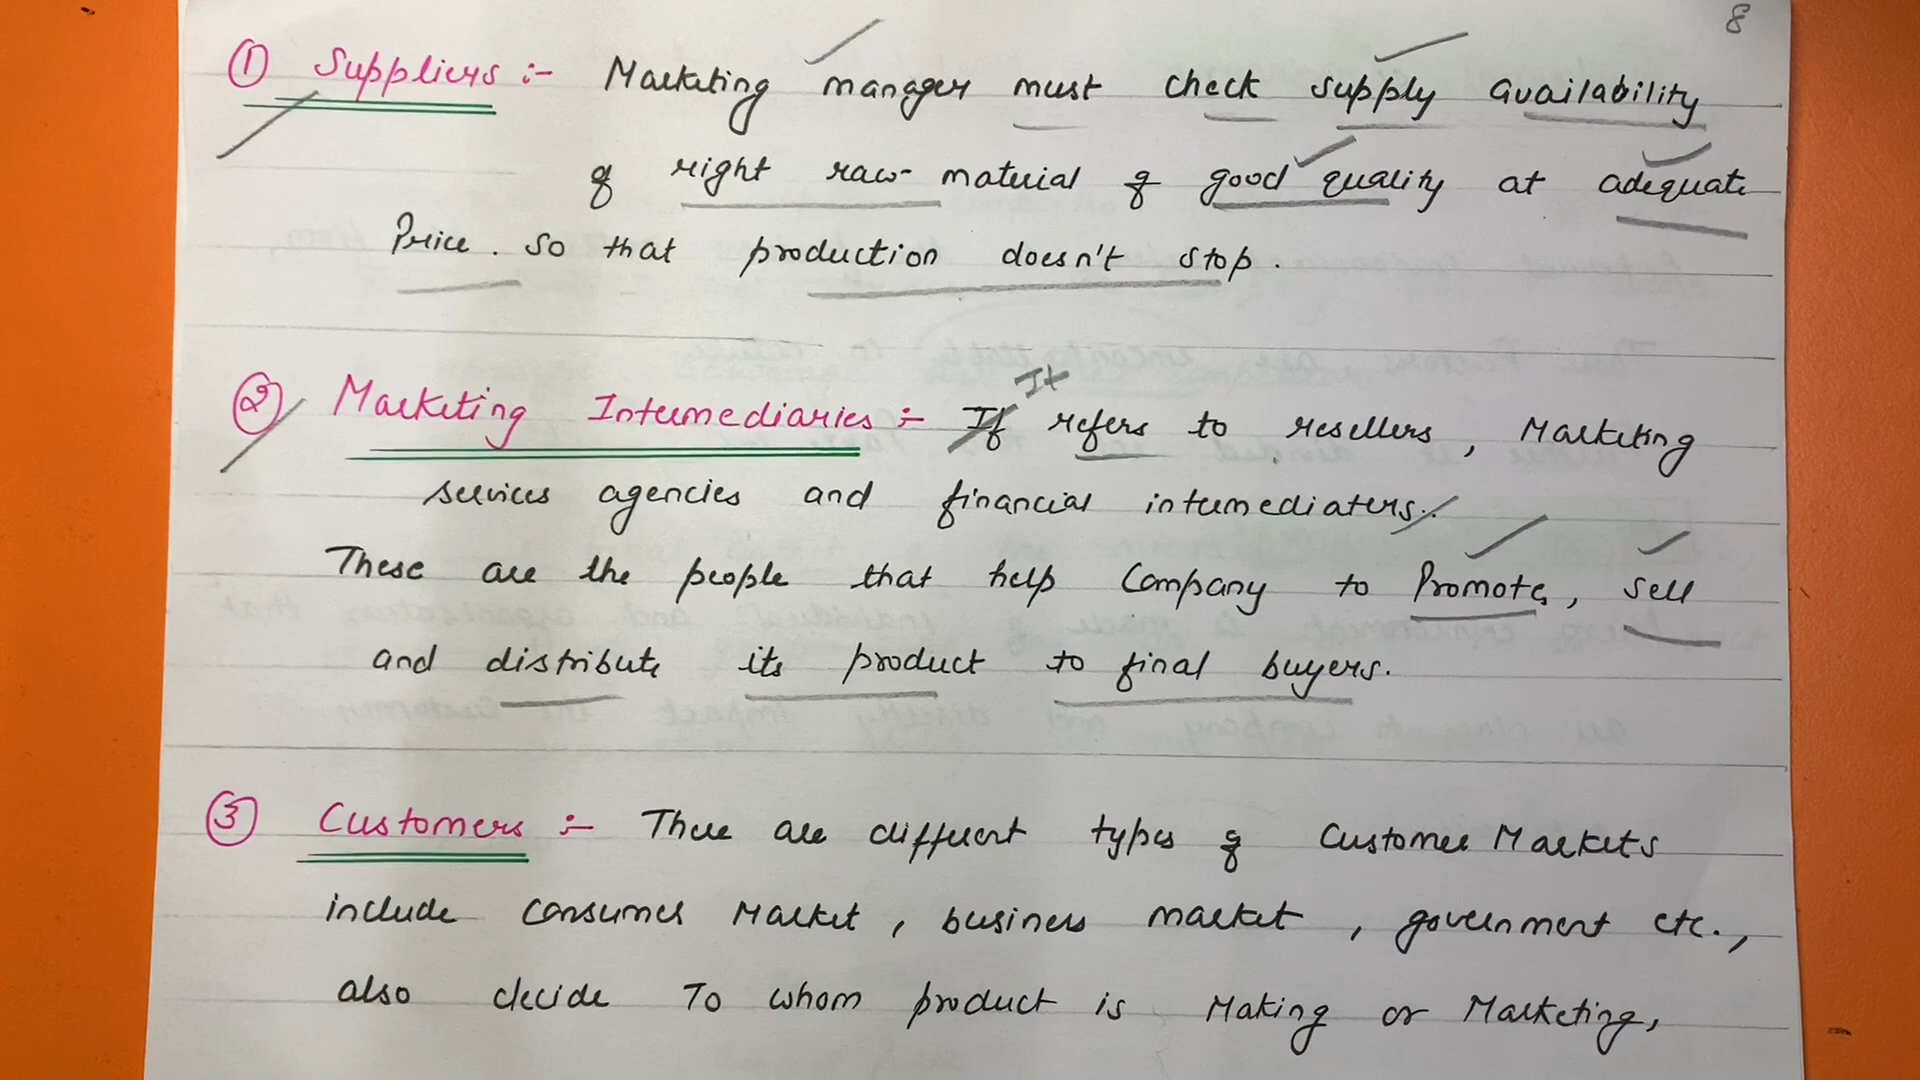 8
① Suppliers :- Marketing manager must check supply availability
of right raw-material of good quality at adequate
Price. so that production doesn't stop.
② Marketing Intermediaries :- It refers to resellers, Marketing
services agencies and financial intermediaters.
These are the people that help Company to Promote, sell
and distribute its product to final buyers.
③ Customers :- There are different types of Customer Markets
include consumer Market, business market, government etc.,
also decide To whom product is Making or Marketing,